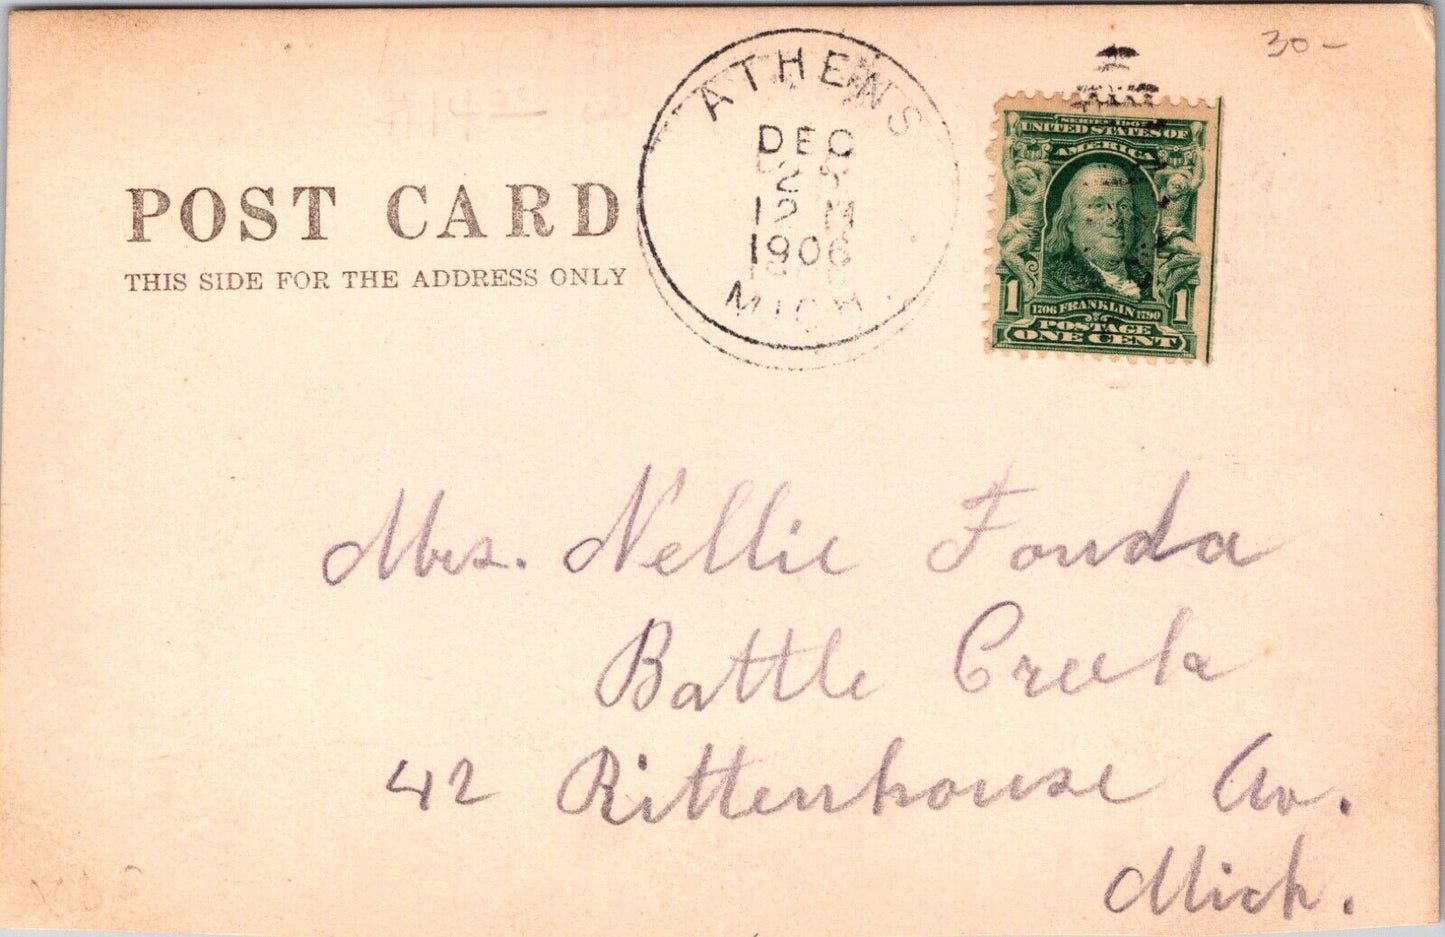 30-
ATHENS
DEC
25
12 M
1906
MICH.
SERIES 1902
UNITED STATES OF
AMERICA
1 1
1706 FRANKLIN 1790
POSTAGE
ONE CENT
POST CARD
THIS SIDE FOR THE ADDRESS ONLY
Mrs. Nellie Fonda
Battle Creek
42 Rittenhouse Av.
Mich.